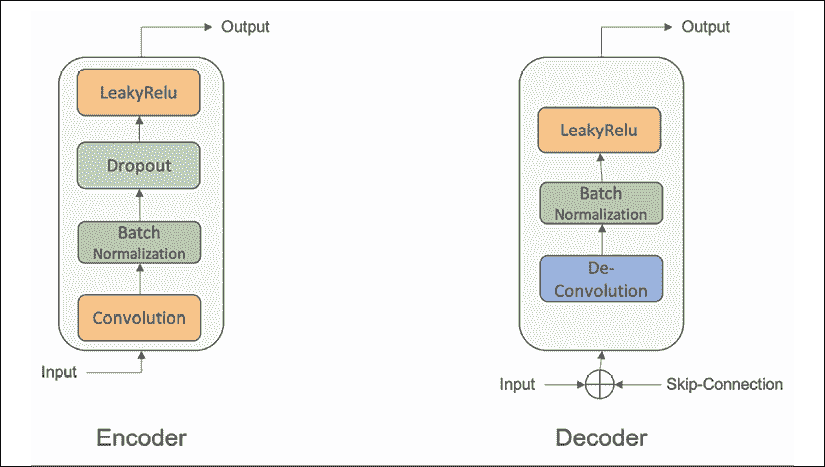 Output
LeakyRelu
Dropout
Batch
Normalization
Convolution
Input
Encoder
Output
LeakyRelu
Batch
Normalization
De-
Convolution
Input
Skip-Connection
Decoder